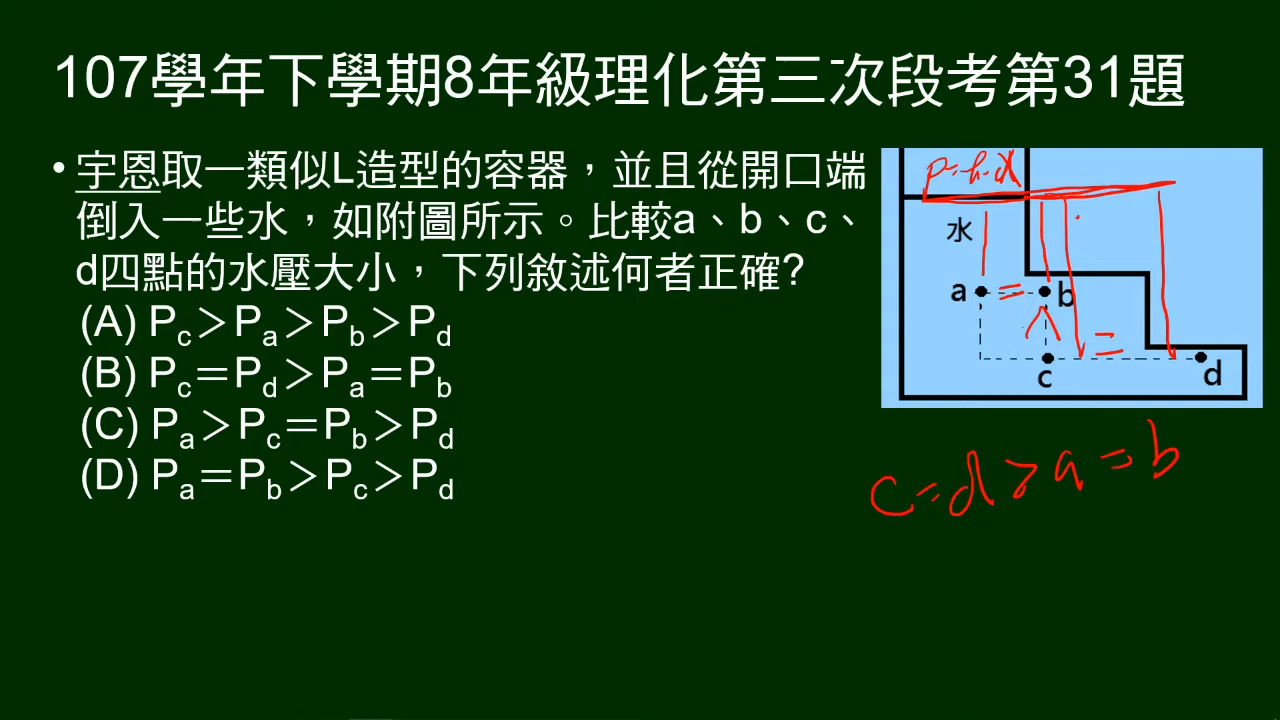 107學年下學期8年級理化第三次段考第31題
• 宇恩取一類似L造型的容器，並且從開口端
倒入一些水，如附圖所示。比較a、b、c、
d四點的水壓大小，下列敘述何者正確?
(A) Pc＞Pa＞Pb＞Pd
(B) Pc＝Pd＞Pa＝Pb
(C) Pa＞Pc＝Pb＞Pd
(D) Pa＝Pb＞Pc＞Pd
P=h·d
水
a = b
∧
=
c d
c=d>a=b